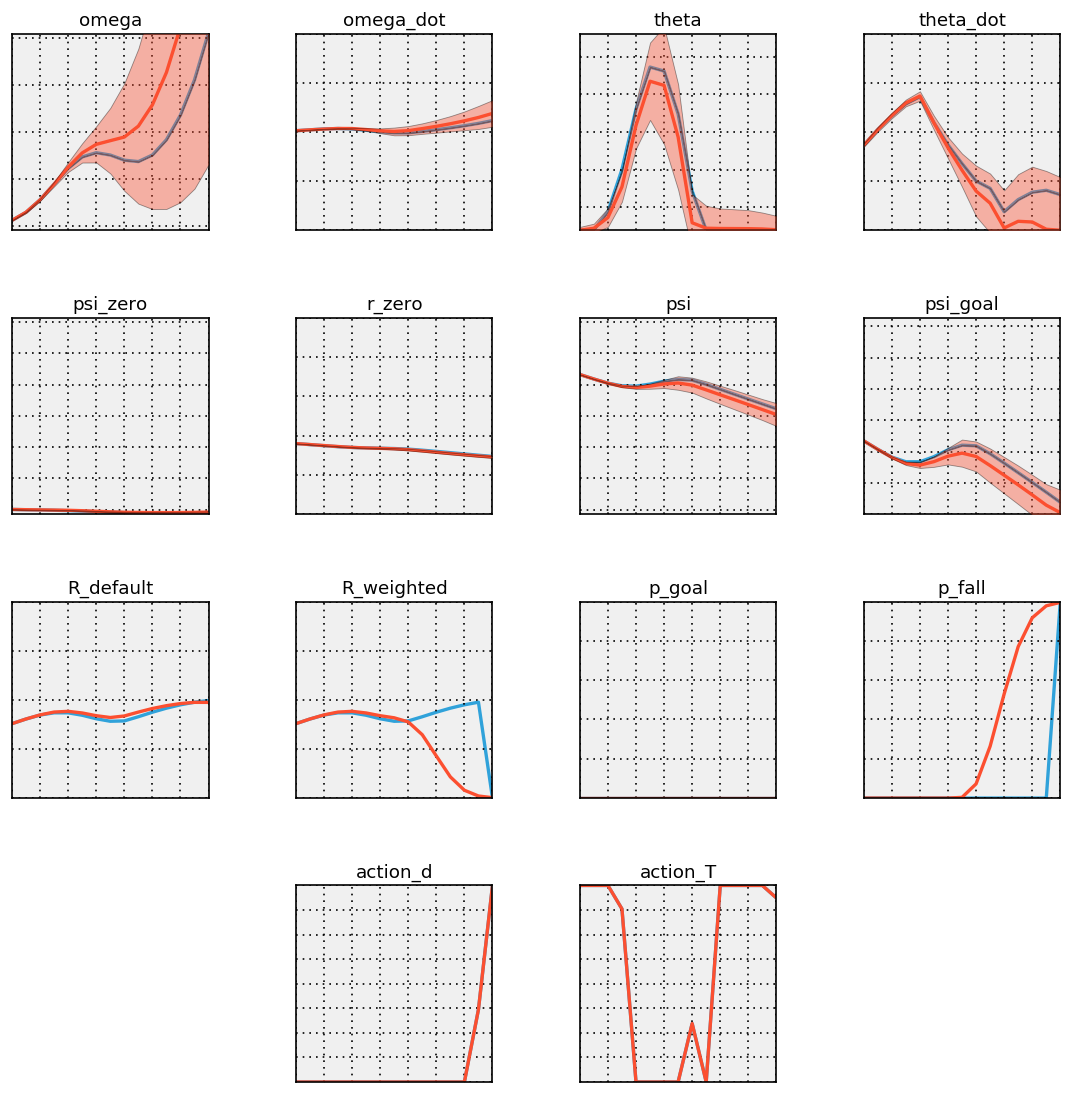 omega
omega_dot
theta
theta_dot
psi_zero
r_zero
psi
psi_goal
R_default
R_weighted
p_goal
p_fall
action_d
action_T